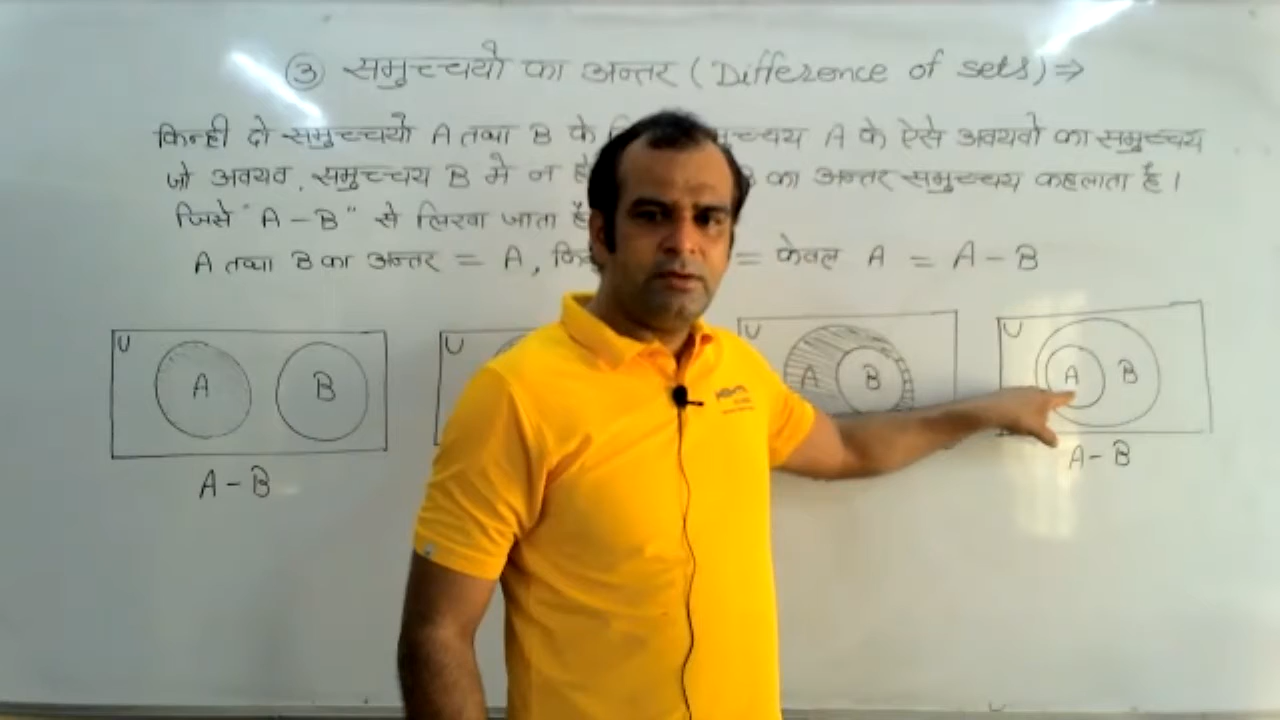 ③ समुच्चयो का अन्तर (Difference of sets) ⇒
किन्ही दो समुच्चयो A तथा B के मुच्चय A के ऐसे अवयवो का समुच्चय
जो अवयव, समुच्चय B मे न B का अन्तर समुच्चय कहलाता है।
जिसे "A - B" से लिखा जाता है
A तथा B का अन्तर = A, = केवल A = A - B
U A B
U
U A B
U A B
A - B
A - B